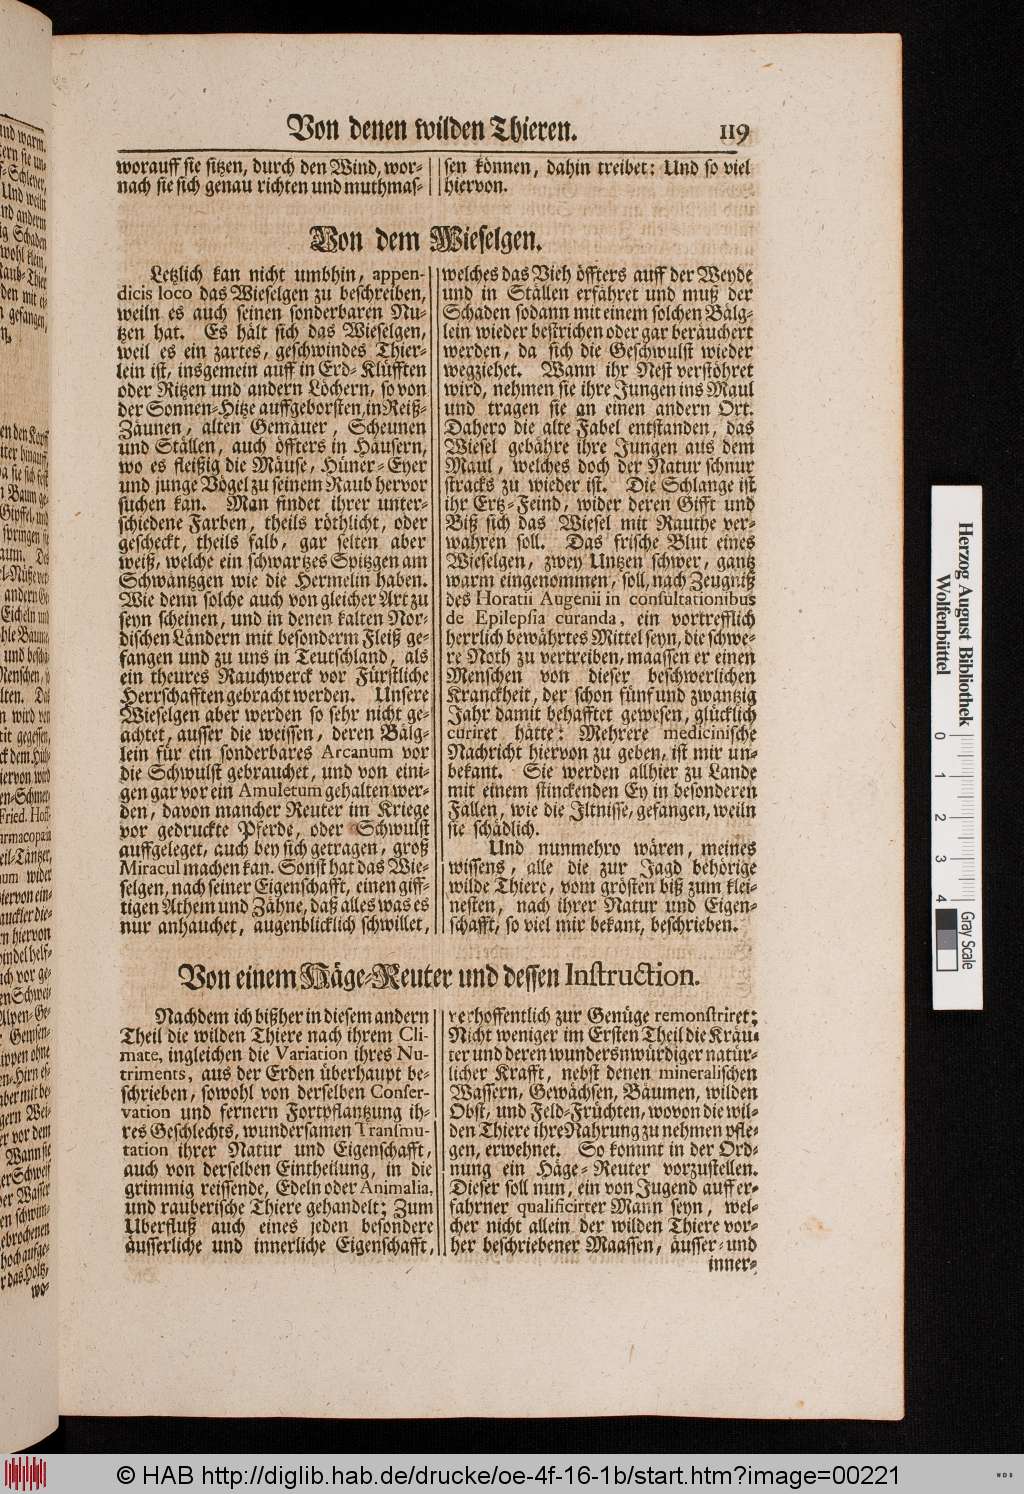 Von denen wilden Thieren.
119
worauff sie sitzen, durch den Wind, wor-
nach sie sich genau richten und muthmas-
sen können, dahin treibet: Und so viel
hiervon.
Von dem Wieselgen.
Letzlich kan nicht umbhin, appen-
dicis loco das Wieselgen zu beschreiben,
weiln es auch seinen sonderbaren Nu-
tzen hat. Es hält sich das Wieselgen,
weil es ein zartes, geschwindes Thier-
lein ist, insgemein auff in Erd-Klüfften
oder Ritzen und andern Löchern, so von
der Sonnen-Hitze auffgeborsten, in Reiß-
Zäunen, alten Gemäuer, Scheunen
und Ställen, auch öffters in Häusern,
wo es fleißig die Mäuse, Hüner-Eyer
und junge Vögel zu seinem Raub hervor
suchen kan. Man findet ihrer unter-
schiedene Farben, theils röthlicht, oder
gescheckt, theils falb, gar selten aber
weiß, welche ein schwartzes Spitzgen am
Schwäntzgen wie die Hermelin haben.
Wie denn solche auch von gleicher Art zu
seyn scheinen, und in denen kalten Nor-
dischen Ländern mit besonderm Fleiß ge-
fangen und zu uns in Teutschland, als
ein theures Rauchwerck vor Fürstliche
Herrschafften gebracht werden. Unsere
Wieselgen aber werden so sehr nicht ge-
achtet, ausser die weissen, deren Bälg-
lein für ein sonderbares Arcanum vor
die Schwulst gebrauchet, und von eini-
gen gar vor ein Amuletum gehalten wer-
den, davon mancher Reuter im Kriege
vor gedruckte Pferde, oder Schwulst
auffgeleget, auch bey sich getragen, groß
Miracul machen kan. Sonst hat das Wie-
selgen, nach seiner Eigenschafft, einen giff-
tigen Athem und Zähne, daß alles was es
nur anhauchet, augenblicklich schwillet,
welches das Vieh öffters auff der Weyde
und in Ställen erfähret und muß der
Schaden sodann mit einem solchen Bälg-
lein wieder bestrichen oder gar beräuchert
werden, da sich die Geschwulst wieder
wegziehet. Wann ihr Nest verstöhret
wird, nehmen sie ihre Jungen ins Maul
und tragen sie an einen andern Ort.
Dahero die alte Fabel entstanden, das
Wiesel gebähre ihre Jungen aus dem
Maul, welches doch der Natur schnur
stracks zu wieder ist. Die Schlange ist
ihr Ertz-Feind, wider deren Gifft und
Biß sich das Wiesel mit Rauthe ver-
wahren soll. Das frische Blut eines
Wieselgen, zwey Untzen schwer, gantz
warm eingenommen, soll, nach Zeugniß
des Horatii Augenii in consultationibus
de Epilepsia curanda, ein vortrefflich
herrlich bewährtes Mittel seyn, die schwe-
re Noth zu vertreiben, maassen er einen
Menschen von dieser beschwerlichen
Kranckheit, der schon fünf und zwantzig
Jahr damit behafftet gewesen, glücklich
curiret hätte: Mehrere medicinische
Nachricht hiervon zu geben, ist mir un-
bekant. Sie werden allhier zu Lande
mit einem stinckenden Ey in besonderen
Fallen, wie die Iltnisse, gefangen, weiln
sie schädlich.
Und nunmehro wären, meines
wissens, alle die zur Jagd behörige
wilde Thiere, vom grösten biß zum klei-
nesten, nach ihrer Natur und Eigen-
schafft, so viel mir bekant, beschrieben.
Von einem Häge-Reuter und dessen Instruction.
Nachdem ich bißher in diesem andern
Theil die wilden Thiere nach ihrem Cli-
mate, ingleichen die Variation ihres Nu-
triments, aus der Erden überhaupt be-
schrieben, sowohl von derselben Conser-
vation und fernern Fortpflantzung ih-
res Geschlechts, wundersamen Transmu-
tation ihrer Natur und Eigenschafft,
auch von derselben Eintheilung, in die
grimmig reissende, Edeln oder Animalia,
und rauberische Thiere gehandelt; Zum
Uberfluß auch eines jeden besondere
äusserliche und innerliche Eigenschafft,
verhoffentlich zur Genüge remonstriret;
Nicht weniger im Ersten Theil die Kräu-
ter und deren wundersnwürdiger natür-
licher Krafft, nebst denen mineralischen
Wassern, Gewächsen, Bäumen, wilden
Obst, und Feld-Früchten, wovon die wil-
den Thiere ihre Nahrung zu nehmen pfle-
gen, erwehnet. So kommt in der Ord-
nung ein Häge-Reuter vorzustellen.
Dieser soll nun, ein von Jugend auff er-
fahrner qualificirter Mann seyn, wel-
cher nicht allein der wilden Thiere vor-
her beschriebener Maassen, äusser- und
inner-
Herzog August Bibliothek
Wolfenbüttel
0 1 2 3 4
Gray Scale
© HAB http://diglib.hab.de/drucke/oe-4f-16-1b/start.htm?image=00221